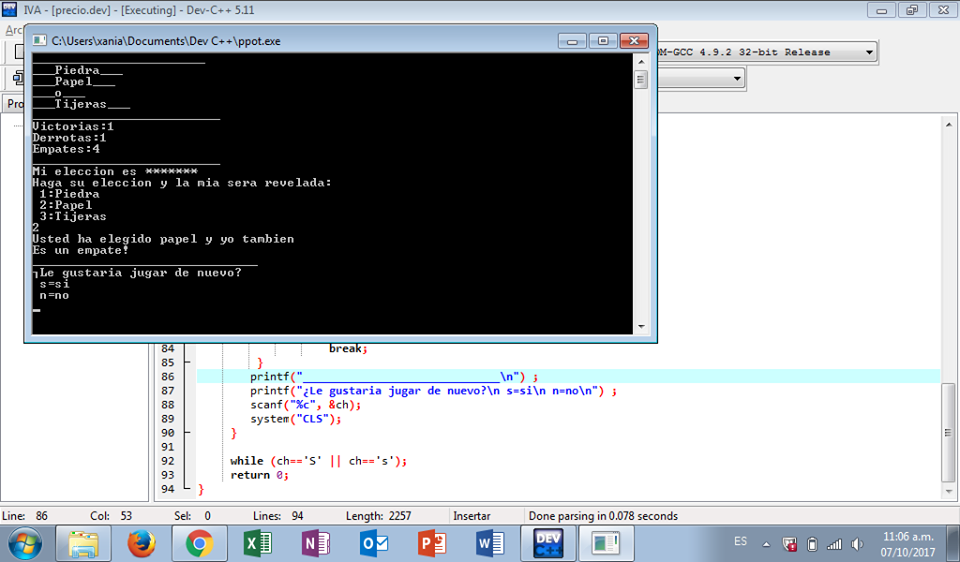 IVA - [precio.dev] - [Executing] - Dev-C++ 5.11
C:\Users\xania\Documents\Dev C++\ppot.exe
DM-GCC 4.9.2 32-bit Release
___Piedra___
___Papel___
___o___
___Tijeras___
Victorias:1
Derrotas:1
Empates:4
Mi eleccion es *******
Haga su eleccion y la mia sera revelada:
1:Piedra
2:Papel
3:Tijeras
2
Usted ha elegido papel y yo tambien
Es un empate!
┐Le gustaria jugar de nuevo?
s=si
n=no
84 break;
85 }
86 printf("____________________________\n") ;
87 printf("¿Le gustaria jugar de nuevo?\n s=si\n n=no\n") ;
88 scanf("%c", &ch);
89 system("CLS");
90 }
91
92 while (ch=='S' || ch=='s');
93 return 0;
94 }
Line: 86 Col: 53 Sel: 0 Lines: 94 Length: 2257 Insertar Done parsing in 0.078 seconds
ES 11:06 a.m.
07/10/2017